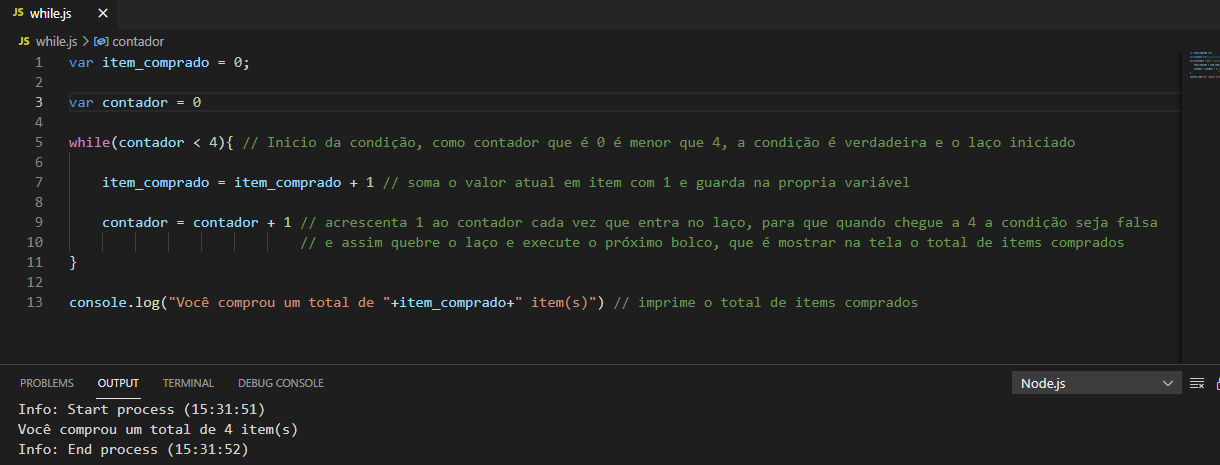 JS while.js ×
JS while.js > contador
1 var item_comprado = 0;
2
3 var contador = 0
4
5 while(contador < 4){ // Inicio da condição, como contador que é 0 é menor que 4, a condição é verdadeira e o laço iniciado
6
7 item_comprado = item_comprado + 1 // soma o valor atual em item com 1 e guarda na propria variável
8
9 contador = contador + 1 // acrescenta 1 ao contador cada vez que entra no laço, para que quando chegue a 4 a condição seja falsa
10 // e assim quebre o laço e execute o próximo bolco, que é mostrar na tela o total de items comprados
11 }
12
13 console.log("Você comprou um total de "+item_comprado+" item(s)") // imprime o total de items comprados
PROBLEMS OUTPUT TERMINAL DEBUG CONSOLE Node.js
Info: Start process (15:31:51)
Você comprou um total de 4 item(s)
Info: End process (15:31:52)